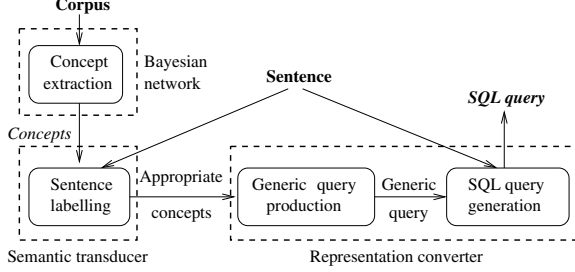 Corpus
Concept
extraction
Bayesian
network
Sentence
SQL query
Concepts
Sentence
labelling
Appropriate
concepts
Generic query
production
Generic
query
SQL query
generation
Semantic transducer
Representation converter